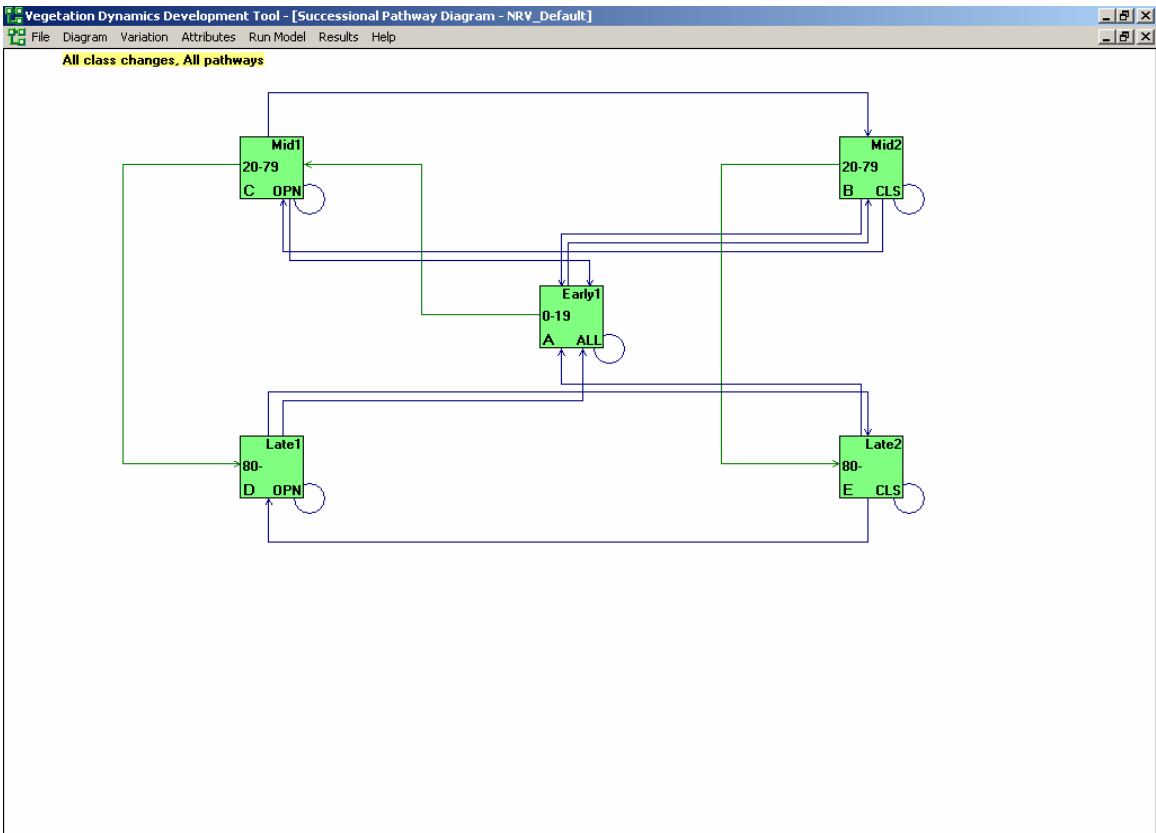 Vegetation Dynamics Development Tool - [Successional Pathway Diagram - NRV_Default]
File Diagram Variation Attributes Run Model Results Help
All class changes, All pathways
Mid1
20-79
C OPN
Mid2
20-79
B CLS
Early1
0-19
A ALL
Late1
80-
D OPN
Late2
80-
E CLS